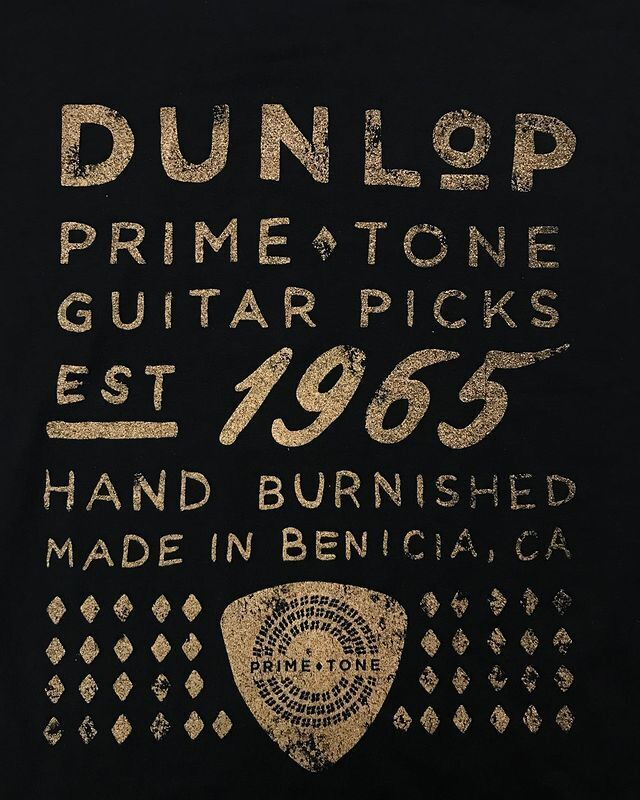 DUNLOP
PRIME♦TONE
GUITAR PICKS
EST 1965
HAND BURNISHED
MADE IN BENICIA, CA
PRIME♦TONE